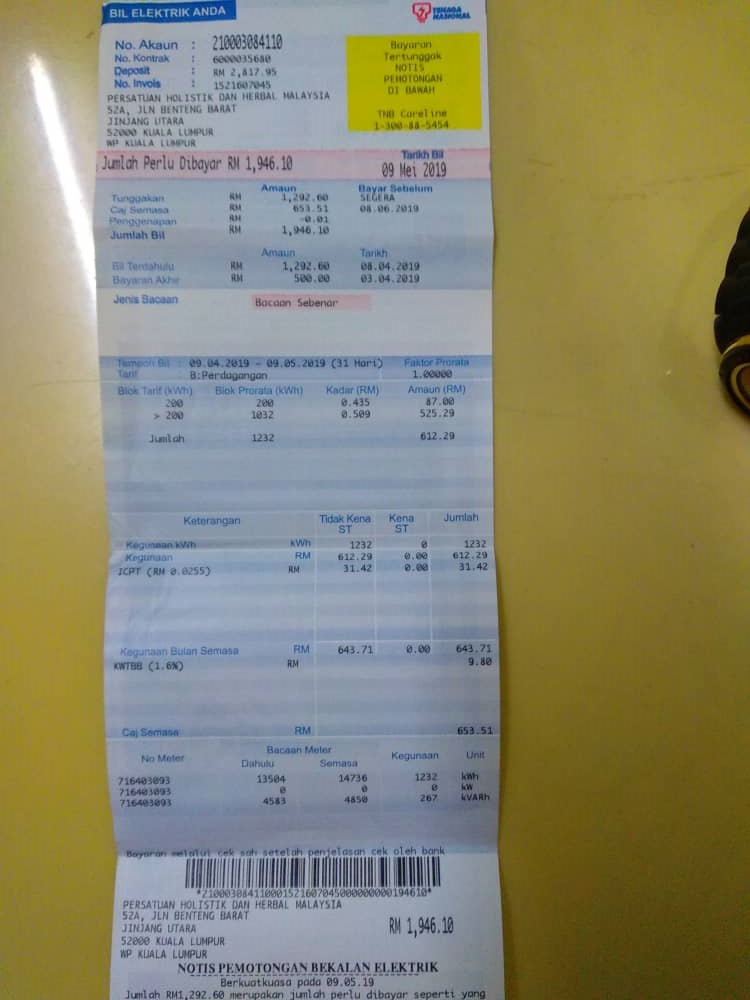 BIL ELEKTRIK ANDA
TENAGA NASIONAL
No. Akaun : 210003084110
No. Kontrak : 6000035680
Deposit : RM 2,817.95
No. Invois : 1521607045
PERSATUAN HOLISTIK DAN HERBAL MALAYSIA
52A, JLN BENTENG BARAT
JINJANG UTARA
52000 KUALA LUMPUR
WP KUALA LUMPUR
Bayaran
Tertunggak
NOTIS
PEMOTONGAN
DI BAWAH
TNB Careline
1-300-88-5454
Jumlah Perlu Dibayar RM 1,946.10
Tarikh Bil
09 Mei 2019
Amaun Bayar Sebelum
Tunggakan RM 1,292.60 SEGERA
Caj Semasa RM 653.51 08.06.2019
Penggenapan RM -0.01
Jumlah Bil RM 1,946.10
Amaun Tarikh
Bil Terdahulu RM 1,292.60 08.04.2019
Bayaran Akhir RM 500.00 03.04.2019
Jenis Bacaan Bacaan Sebenar
Tempoh Bil : 09.04.2019 - 09.05.2019 (31 Hari) Faktor Prorata
Tarif : B:Perdagangan 1.00000
Blok Tarif (kWh) Blok Prorata (kWh) Kadar (RM) Amaun (RM)
200 200 0.435 87.00
> 200 1032 0.509 525.29
Jumlah 1232 612.29
Keterangan Tidak Kena ST Kena ST Jumlah
Kegunaan kWh kWh 1232 0 1232
Kegunaan RM 612.29 0.00 612.29
ICPT (RM 0.0255) RM 31.42 0.00 31.42
Kegunaan Bulan Semasa RM 643.71 0.00 643.71
KWTBB (1.6%) RM 9.80
Caj Semasa RM 653.51
No Meter Bacaan Meter Kegunaan Unit
Dahulu Semasa
716403093 13504 14736 1232 kWh
716403093 0 0 0 kW
716403093 4583 4850 267 kVARh
Bayaran melalui cek sah setelah penjelasan cek oleh bank
*21000308411000152160704500000000194610*
PERSATUAN HOLISTIK DAN HERBAL MALAYSIA
52A, JLN BENTENG BARAT
JINJANG UTARA
52000 KUALA LUMPUR
WP KUALA LUMPUR
RM 1,946.10
NOTIS PEMOTONGAN BEKALAN ELEKTRIK
Berkuatkuasa pada 09.05.19
Jumlah RM1,292.60 merupakan jumlah perlu dibayar seperti yang